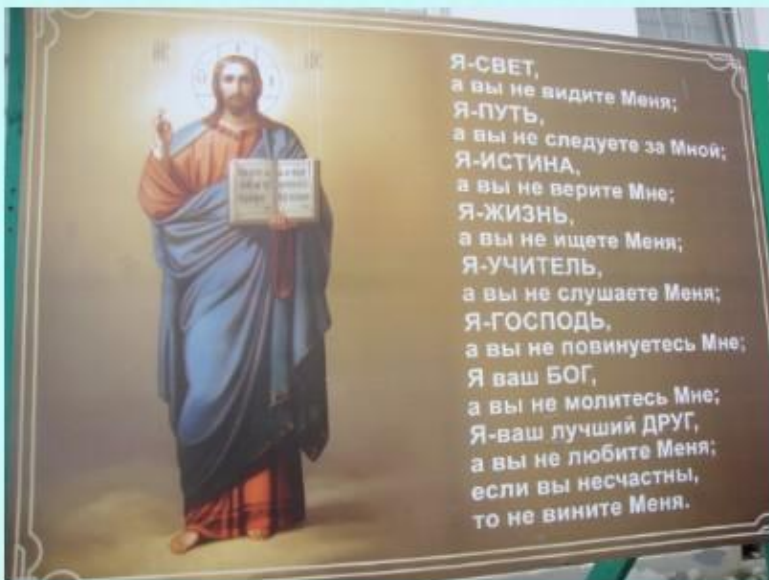 Я-СВЕТ,
а вы не видите Меня;
Я-ПУТЬ,
а вы не следуете за Мной;
Я-ИСТИНА,
а вы не верите Мне;
Я-ЖИЗНЬ,
а вы не ищете Меня;
Я-УЧИТЕЛЬ,
а вы не слушаете Меня;
Я-ГОСПОДЬ,
а вы не повинуетесь Мне;
Я ваш БОГ,
а вы не молитесь Мне;
Я-ваш лучший ДРУГ,
а вы не любите Меня;
если вы несчастны,
то не вините Меня.